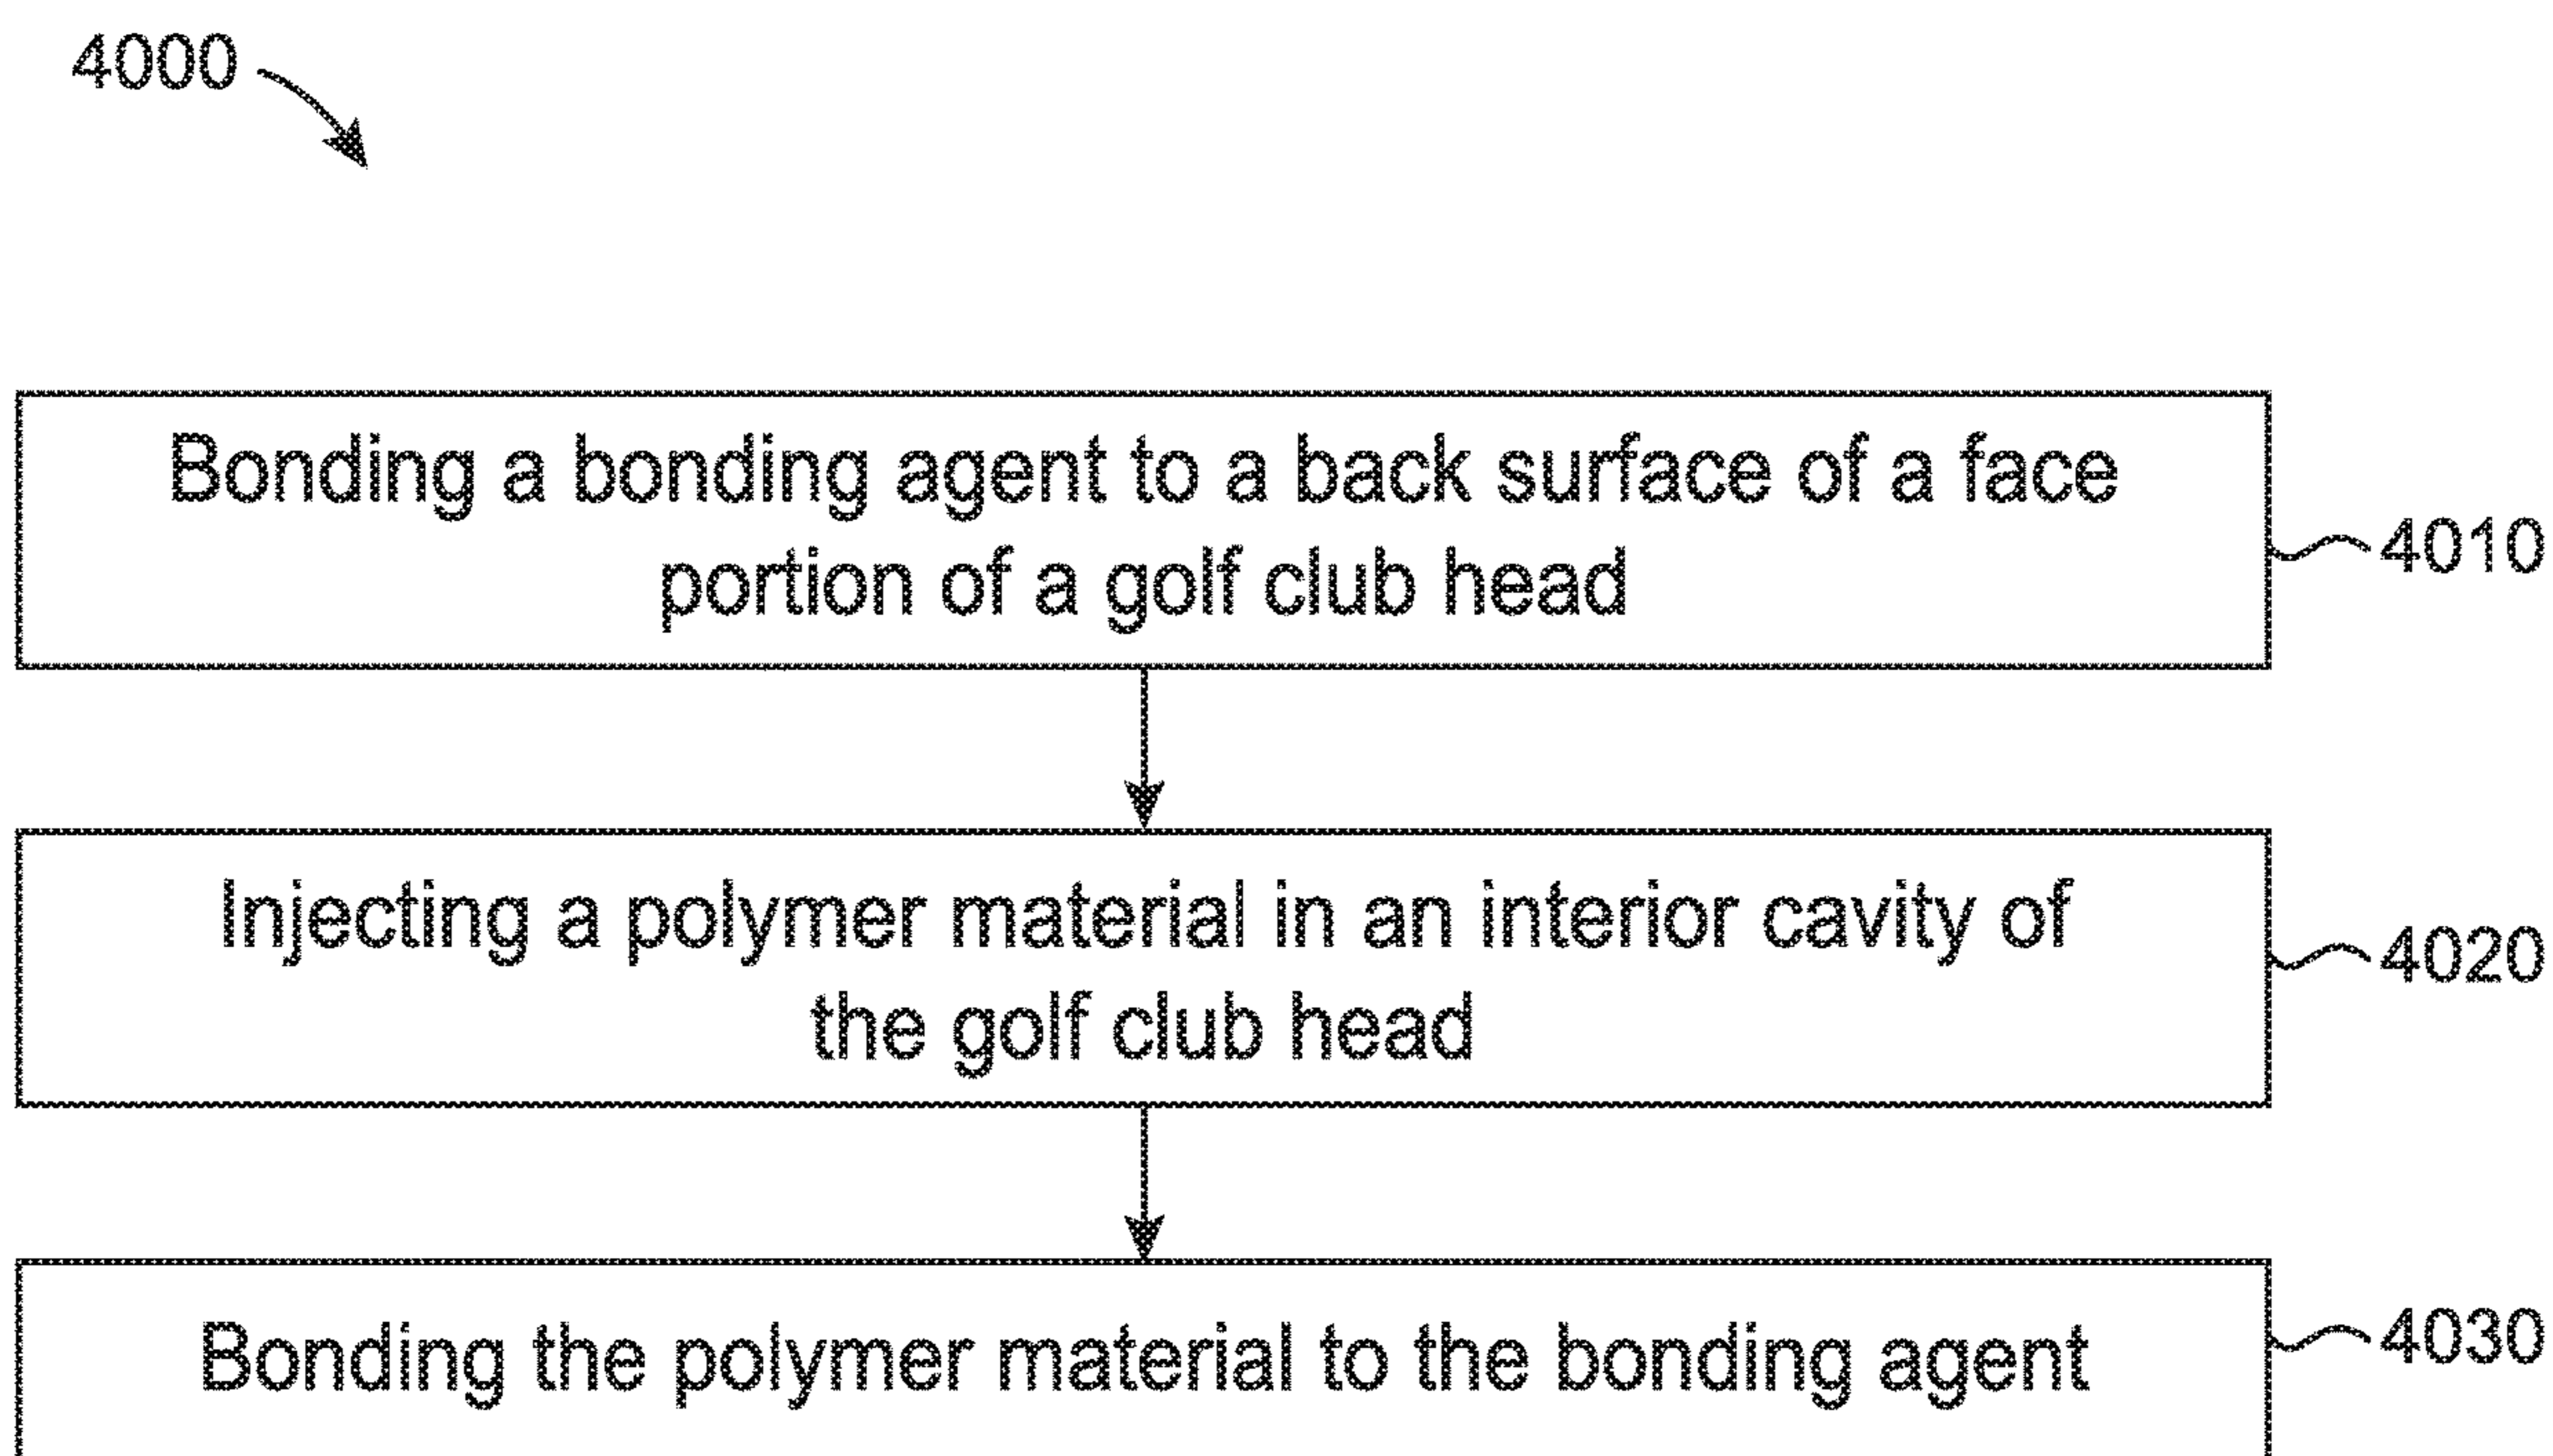 4000
Bonding a bonding agent to a back surface of a face
portion of a golf club head
4010
Injecting a polymer material in an interior cavity of
the golf club head
4020
Bonding the polymer material to the bonding agent
4030